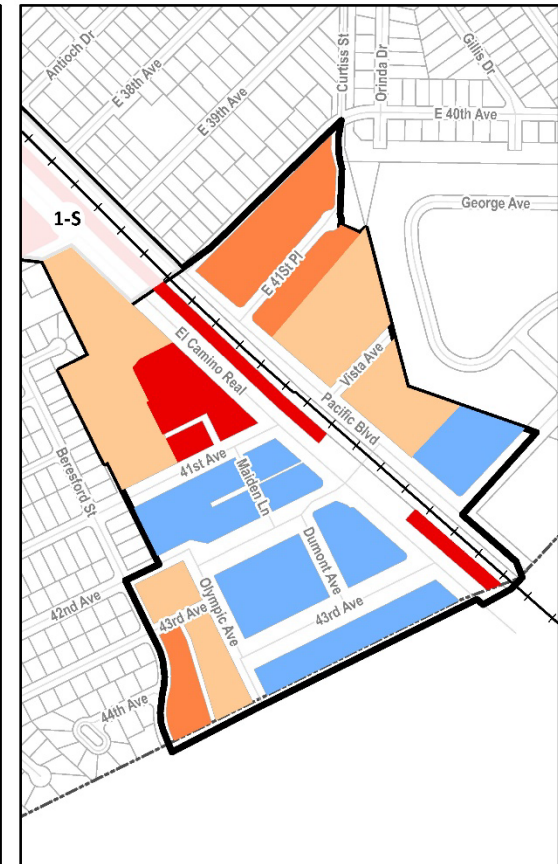 Antioch Dr
E 38th Ave
E 39th Ave
Curtiss St
Orinda Dr
Gillis Dr
E 40th Ave
George Ave
1-S
E 41St Pl
El Camino Real
Vista Ave
Pacific Blvd
Beresford St
41st Ave
Maiden Ln
Dumont Ave
42nd Ave
43rd Ave
Olympic Ave
43rd Ave
44th Ave